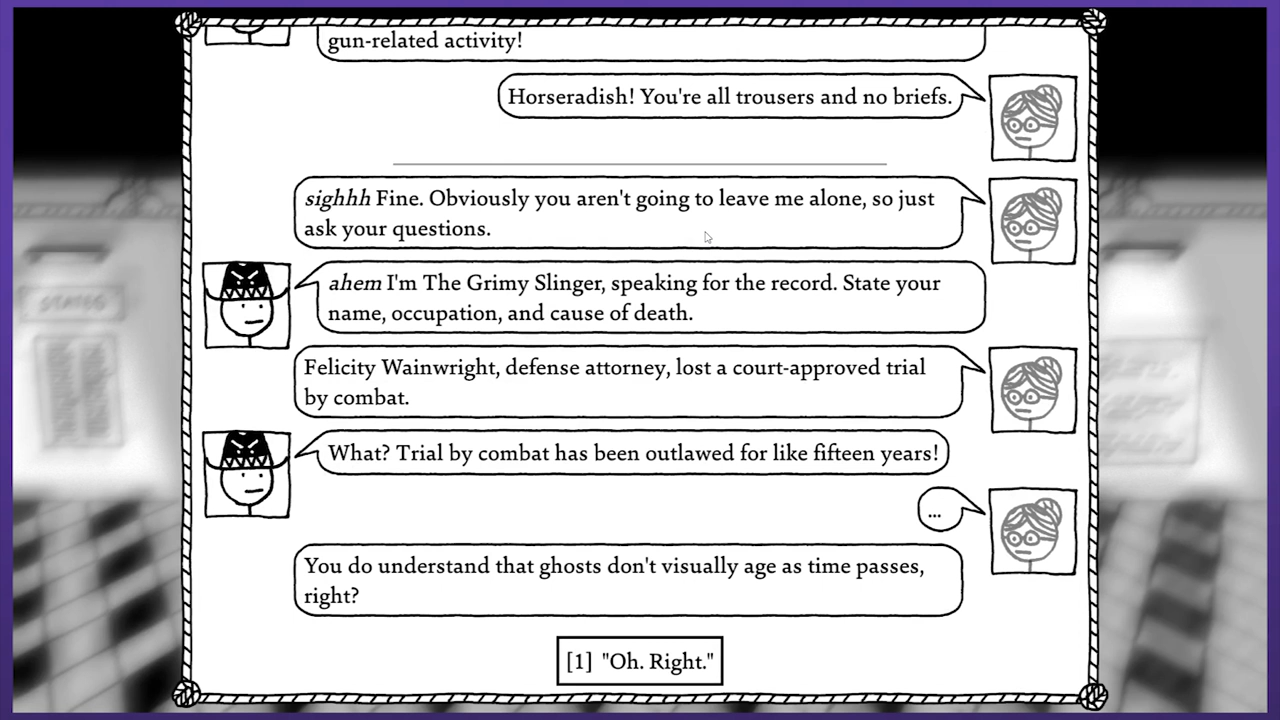 gun-related activity!
Horseradish! You're all trousers and no briefs.
sighhh Fine. Obviously you aren't going to leave me alone, so just
ask your questions.
ahem I'm The Grimy Slinger, speaking for the record. State your
name, occupation, and cause of death.
Felicity Wainwright, defense attorney, lost a court-approved trial
by combat.
What? Trial by combat has been outlawed for like fifteen years!
...
You do understand that ghosts don't visually age as time passes,
right?
[1] "Oh. Right."